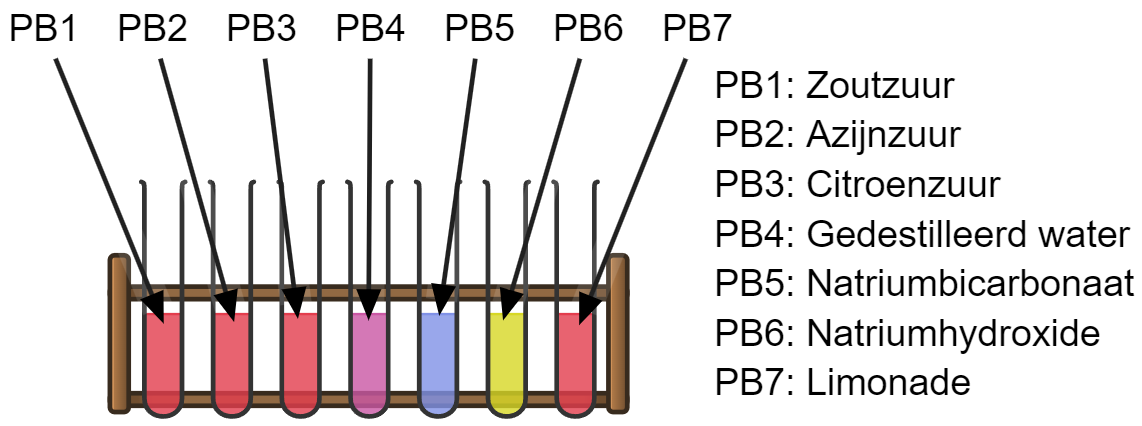 PB1 PB2 PB3 PB4 PB5 PB6 PB7
PB1: Zoutzuur
PB2: Azijnzuur
PB3: Citroenzuur
PB4: Gedestilleerd water
PB5: Natriumbicarbonaat
PB6: Natriumhydroxide
PB7: Limonade